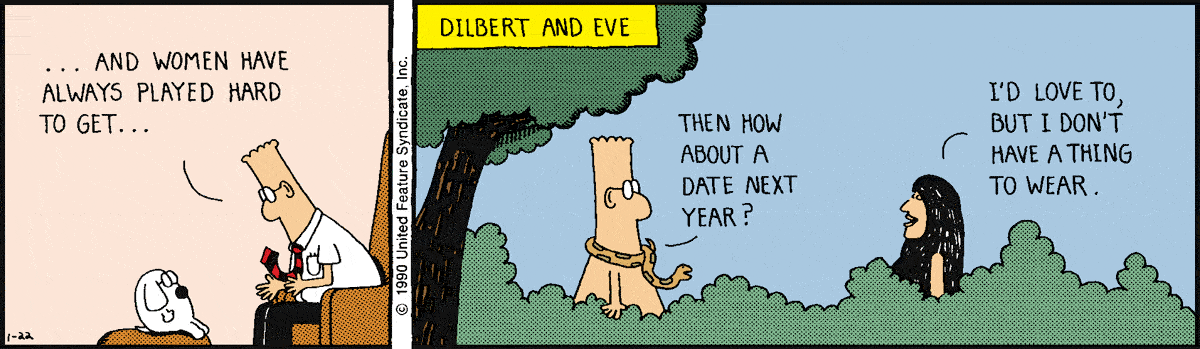 ... AND WOMEN HAVE
ALWAYS PLAYED HARD
TO GET...
1-22
© 1990 United Feature Syndicate, Inc.
DILBERT AND EVE
THEN HOW
ABOUT A
DATE NEXT
YEAR?
I'D LOVE TO,
BUT I DON'T
HAVE A THING
TO WEAR.